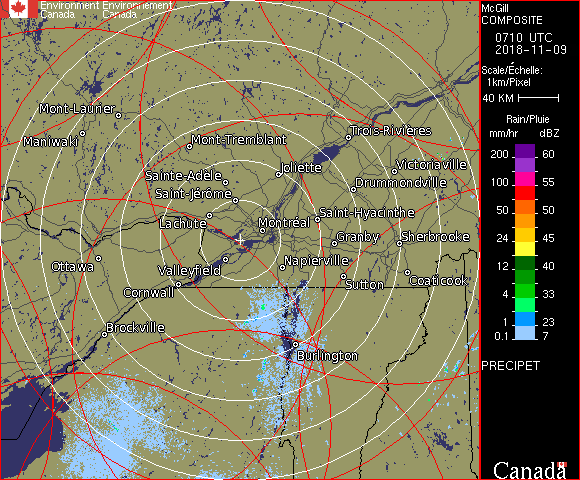 Environment Environnement
Canada Canada
McGill
COMPOSITE
0710 UTC
2018-11-09
Scale/Échelle:
1km/Pixel
40 KM
Rain/Pluie
mm/hr dBZ
200 60
100 55
50 50
24 45
12 40
4 33
1 23
0.1 7
PRECIPET
Canada
Mont-Laurier
Maniwaki
Mont-Tremblant
Trois-Rivières
Joliette
Victoriaville
Sainte-Adèle
Drummondville
Saint-Jérôme
Saint-Hyacinthe
Lachute
Montréal
Granby
Sherbrooke
Ottawa
Valleyfield
Napierville
Sutton
Coaticook
Cornwall
Brockville
Burlington